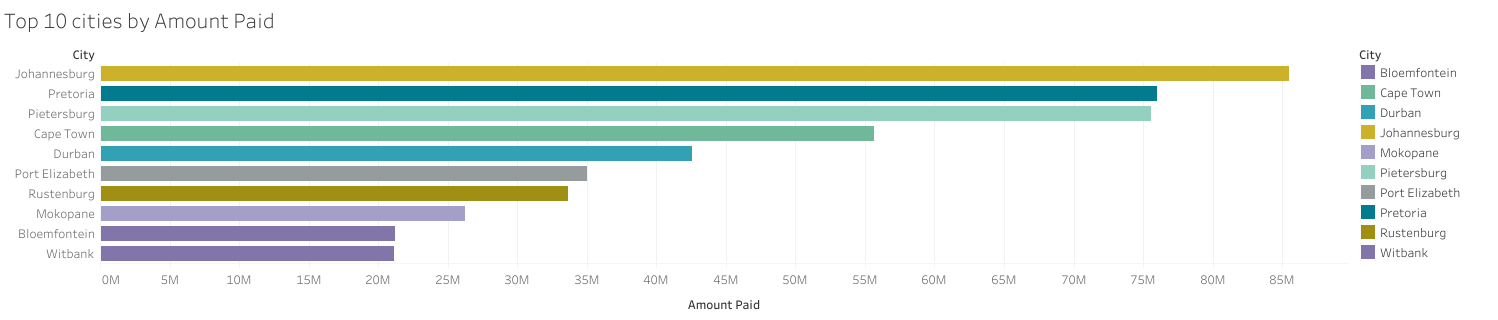 Top 10 cities by Amount Paid
City
Johannesburg
Pretoria
Pietersburg
Cape Town
Durban
Port Elizabeth
Rustenburg
Mokopane
Bloemfontein
Witbank
0M 5M 10M 15M 20M 25M 30M 35M 40M 45M 50M 55M 60M 65M 70M 75M 80M 85M
Amount Paid
City
Bloemfontein
Cape Town
Durban
Johannesburg
Mokopane
Pietersburg
Port Elizabeth
Pretoria
Rustenburg
Witbank